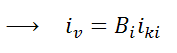 ⟶ i_v = B_i i_{ki}